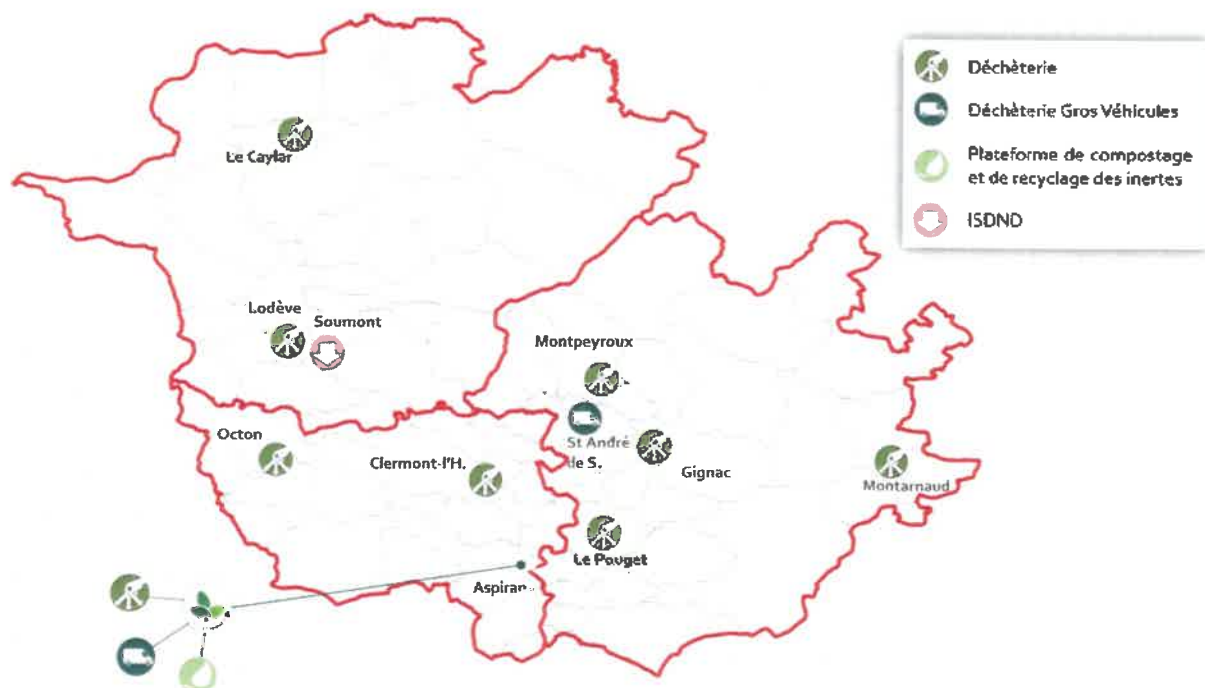 Déchèterie
Déchèterie Gros Véhicules
Plateforme de compostage
et de recyclage des inertes
ISDND
Le Caylar
Lodève
Soumont
Montpeyroux
St André
de S.
Gignac
Montarnaud
Octon
Clermont-l'H.
Le Pouget
Aspiran